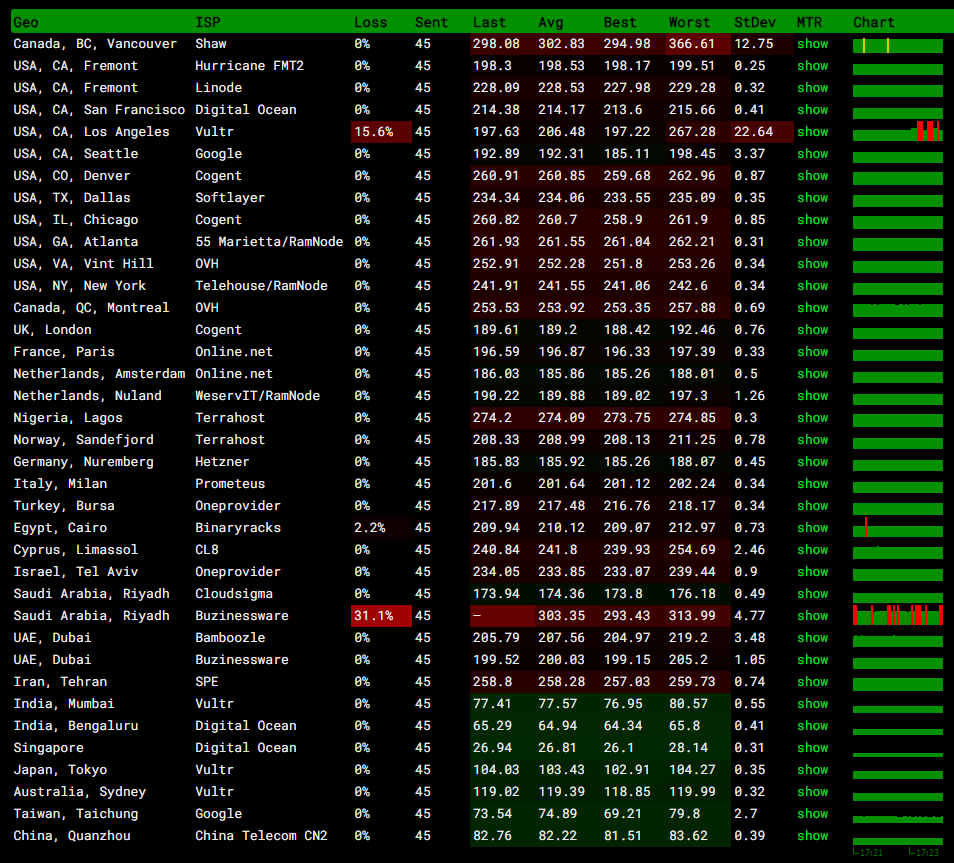 Geo ISP Loss Sent Last Avg Best Worst StDev MTR Chart
Canada, BC, Vancouver Shaw 0% 45 298.08 302.83 294.98 366.61 12.75 show
USA, CA, Fremont Hurricane FMT2 0% 45 198.3 198.53 198.17 199.51 0.25 show
USA, CA, Fremont Linode 0% 45 228.09 228.53 227.98 229.28 0.32 show
USA, CA, San Francisco Digital Ocean 0% 45 214.38 214.17 213.6 215.66 0.41 show
USA, CA, Los Angeles Vultr 15.6% 45 197.63 206.48 197.22 267.28 22.64 show
USA, CA, Seattle Google 0% 45 192.89 192.31 185.11 198.45 3.37 show
USA, CO, Denver Cogent 0% 45 260.91 260.85 259.68 262.96 0.87 show
USA, TX, Dallas Softlayer 0% 45 234.34 234.06 233.55 235.09 0.35 show
USA, IL, Chicago Cogent 0% 45 260.82 260.7 258.9 261.9 0.85 show
USA, GA, Atlanta 55 Marietta/RamNode 0% 45 261.93 261.55 261.04 262.21 0.31 show
USA, VA, Vint Hill OVH 0% 45 252.91 252.28 251.8 253.26 0.34 show
USA, NY, New York Telehouse/RamNode 0% 45 241.91 241.55 241.06 242.6 0.34 show
Canada, QC, Montreal OVH 0% 45 253.53 253.92 253.35 257.88 0.69 show
UK, London Cogent 0% 45 189.61 189.2 188.42 192.46 0.76 show
France, Paris Online.net 0% 45 196.59 196.87 196.33 197.39 0.33 show
Netherlands, Amsterdam Online.net 0% 45 186.03 185.86 185.26 188.01 0.5 show
Netherlands, Nuland WeservIT/RamNode 0% 45 190.22 189.88 189.02 197.3 1.26 show
Nigeria, Lagos Terrahost 0% 45 274.2 274.09 273.75 274.85 0.3 show
Norway, Sandefjord Terrahost 0% 45 208.33 208.99 208.13 211.25 0.78 show
Germany, Nuremberg Hetzner 0% 45 185.83 185.92 185.26 188.07 0.45 show
Italy, Milan Prometeus 0% 45 201.6 201.64 201.12 202.24 0.34 show
Turkey, Bursa Oneprovider 0% 45 217.89 217.48 216.76 218.17 0.34 show
Egypt, Cairo Binaryracks 2.2% 45 209.94 210.12 209.07 212.97 0.73 show
Cyprus, Limassol CL8 0% 45 240.84 241.8 239.93 254.69 2.46 show
Israel, Tel Aviv Oneprovider 0% 45 234.05 233.85 233.07 239.44 0.9 show
Saudi Arabia, Riyadh Cloudsigma 0% 45 173.94 174.36 173.8 176.18 0.49 show
Saudi Arabia, Riyadh Buzinessware 31.1% 45 — 303.35 293.43 313.99 4.77 show
UAE, Dubai Bamboozle 0% 45 205.79 207.56 204.97 219.2 3.48 show
UAE, Dubai Buzinessware 0% 45 199.52 200.03 199.15 205.2 1.05 show
Iran, Tehran SPE 0% 45 258.8 258.28 257.03 259.73 0.74 show
India, Mumbai Vultr 0% 45 77.41 77.57 76.95 80.57 0.55 show
India, Bengaluru Digital Ocean 0% 45 65.29 64.94 64.34 65.8 0.41 show
Singapore Digital Ocean 0% 45 26.94 26.81 26.1 28.14 0.31 show
Japan, Tokyo Vultr 0% 45 104.03 103.43 102.91 104.27 0.35 show
Australia, Sydney Vultr 0% 45 119.02 119.39 118.85 119.99 0.32 show
Taiwan, Taichung Google 0% 45 73.54 74.89 69.21 79.8 2.7 show
China, Quanzhou China Telecom CN2 0% 45 82.76 82.22 81.51 83.62 0.39 show
17:21 17:23